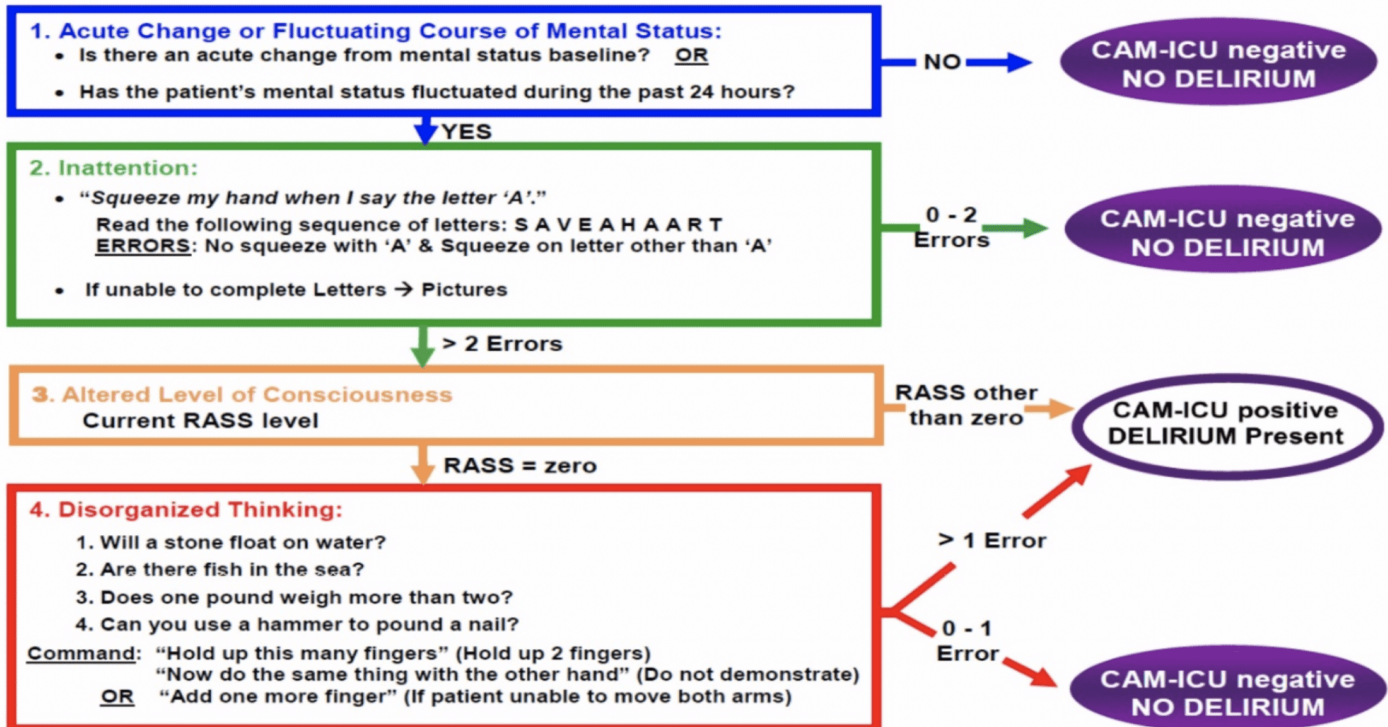 1. Acute Change or Fluctuating Course of Mental Status:
• Is there an acute change from mental status baseline? OR
• Has the patient's mental status fluctuated during the past 24 hours?
NO
CAM-ICU negative
NO DELIRIUM
YES
2. Inattention:
• "Squeeze my hand when I say the letter 'A'."
Read the following sequence of letters: S A V E A H A A R T
ERRORS: No squeeze with 'A' & Squeeze on letter other than 'A'
• If unable to complete Letters → Pictures
0 - 2
Errors
CAM-ICU negative
NO DELIRIUM
> 2 Errors
3. Altered Level of Consciousness
Current RASS level
RASS other
than zero
CAM-ICU positive
DELIRIUM Present
RASS = zero
4. Disorganized Thinking:
1. Will a stone float on water?
2. Are there fish in the sea?
3. Does one pound weigh more than two?
4. Can you use a hammer to pound a nail?
Command: "Hold up this many fingers" (Hold up 2 fingers)
"Now do the same thing with the other hand" (Do not demonstrate)
OR "Add one more finger" (If patient unable to move both arms)
> 1 Error
0 - 1
Error
CAM-ICU negative
NO DELIRIUM